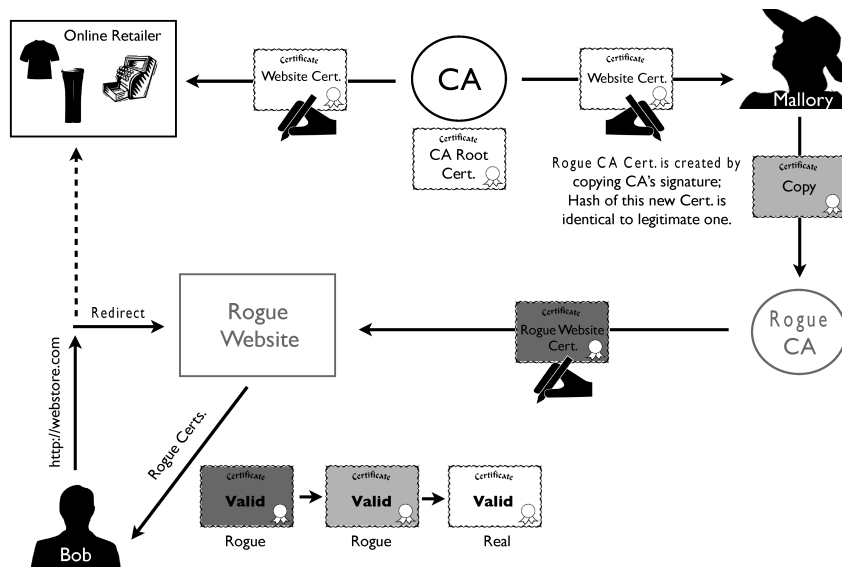 Online Retailer
Certificate
Website Cert.
CA
Certificate
CA Root
Cert.
Certificate
Website Cert.
Mallory
Rogue CA Cert. is created by
copying CA's signature;
Hash of this new Cert. is
identical to legitimate one.
Certificate
Copy
Redirect
Rogue
Website
Certificate
Rogue Website
Cert.
Rogue
CA
http://webstore.com
Rogue Certs.
Certificate
Valid
Rogue
Certificate
Valid
Rogue
Certificate
Valid
Real
Bob